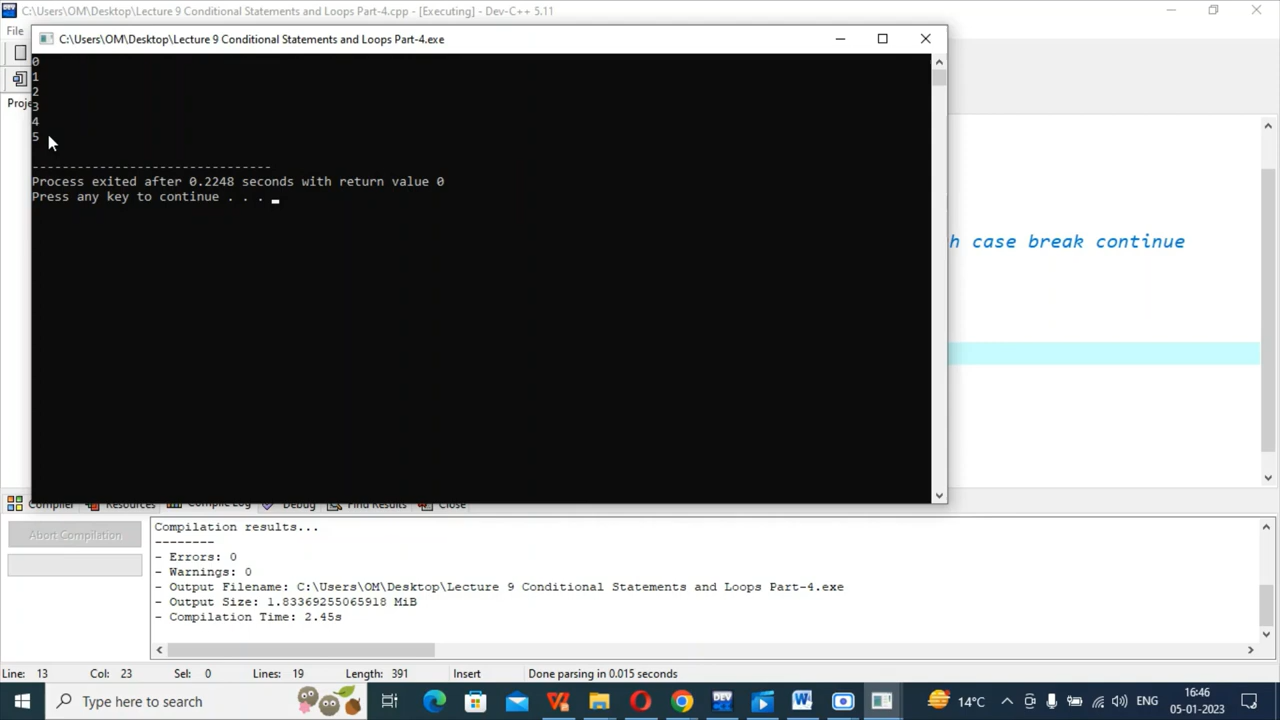 C:\Users\OM\Desktop\Lecture 9 Conditional Statements and Loops Part-4.cpp - [Executing] - Dev-C++ 5.11
File
C:\Users\OM\Desktop\Lecture 9 Conditional Statements and Loops Part-4.exe
0
1
2
3
4
5
--------------------------------
Process exited after 0.2248 seconds with return value 0
Press any key to continue . . .
Proje
h case break continue
Compiler Resources Compile Log Debug Find Results Close
Abort Compilation
Compilation results...
--------
- Errors: 0
- Warnings: 0
- Output Filename: C:\Users\OM\Desktop\Lecture 9 Conditional Statements and Loops Part-4.exe
- Output Size: 1.83369255065918 MiB
- Compilation Time: 2.45s
Line: 13 Col: 23 Sel: 0 Lines: 19 Length: 391 Insert Done parsing in 0.015 seconds
Type here to search
DEV
14°C
ENG
16:46
05-01-2023